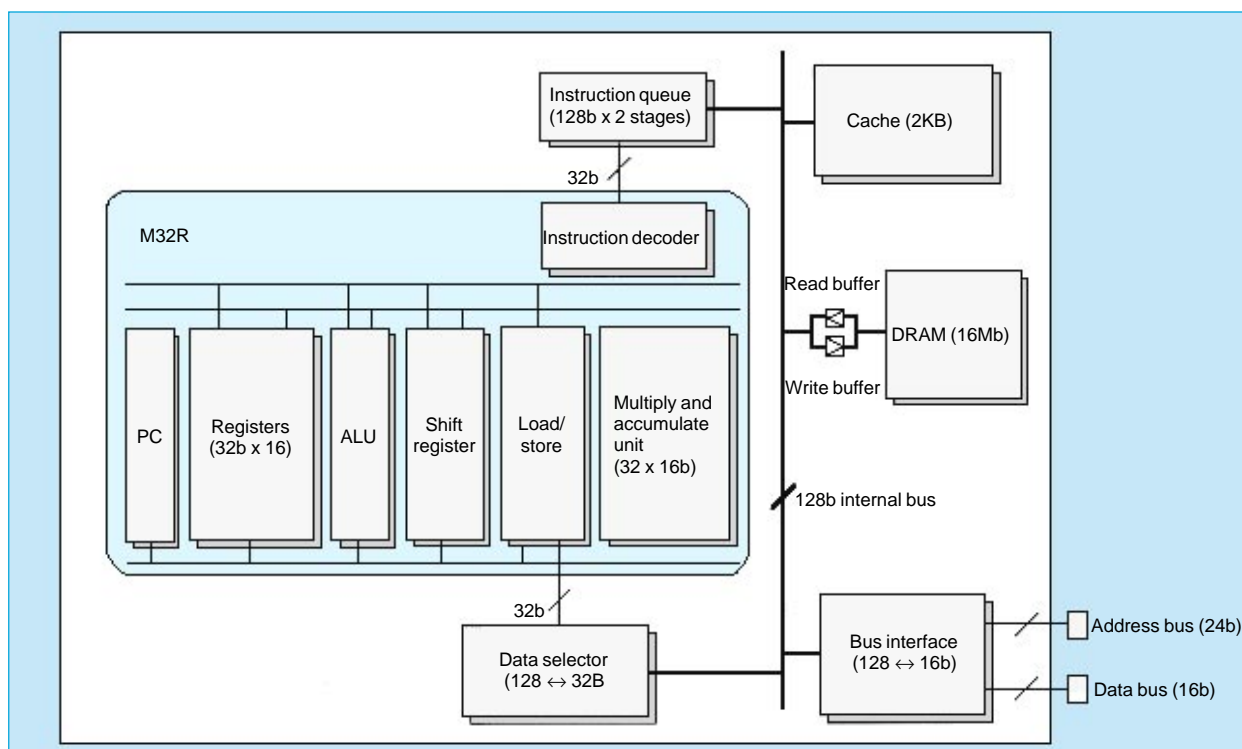 Instruction queue
(128b x 2 stages)
Cache (2KB)
32b
M32R
Instruction decoder
Read buffer
DRAM (16Mb)
Write buffer
PC
Registers
(32b x 16)
ALU
Shift
register
Load/
store
Multiply and
accumulate
unit
(32 x 16b)
128b internal bus
32b
Data selector
(128 ↔ 32B
Bus interface
(128 ↔ 16b)
Address bus (24b)
Data bus (16b)